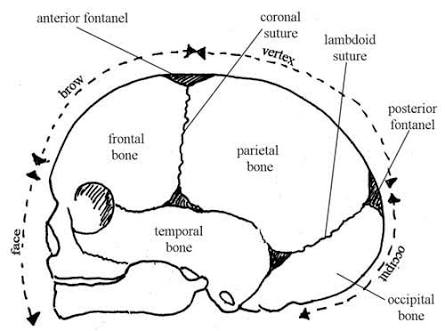 anterior fontanel
coronal
suture
lambdoid
suture
vertex
brow
posterior
fontanel
frontal
bone
parietal
bone
temporal
bone
face
occiput
occipital
bone